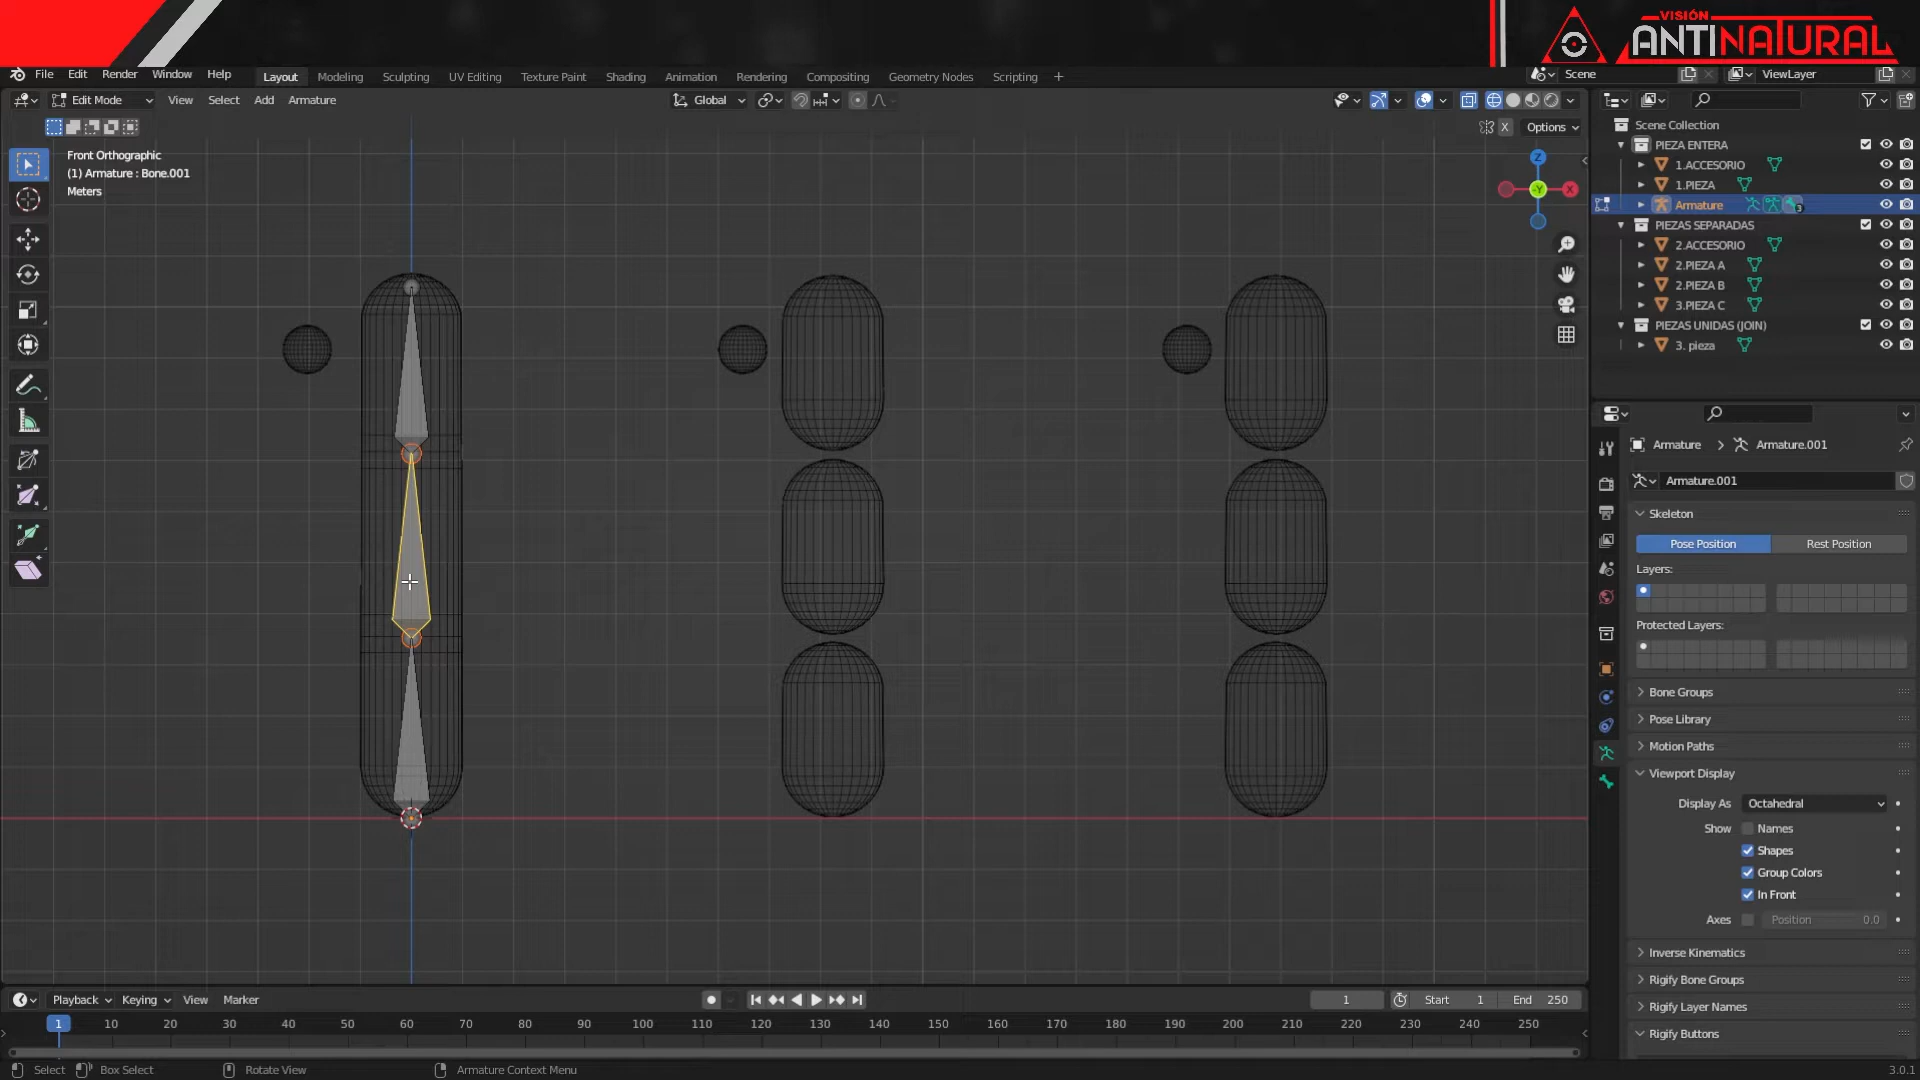 VISIÓN
ANTINATURAL
File Edit Render Window Help Layout Modeling Sculpting UV Editing Texture Paint Shading Animation Rendering Compositing Geometry Nodes Scripting + Scene ViewLayer
Edit Mode View Select Add Armature Global
X Options
Front Orthographic
(1) Armature : Bone.001
Meters
Z
Y
X
Scene Collection
PIEZA ENTERA
1.ACCESORIO
1.PIEZA
Armature 3
PIEZAS SEPARADAS
2.ACCESORIO
2.PIEZA A
2.PIEZA B
3.PIEZA C
PIEZAS UNIDAS (JOIN)
3. pieza
Armature > Armature.001
Armature.001
Skeleton
Pose Position Rest Position
Layers:
Protected Layers:
Bone Groups
Pose Library
Motion Paths
Viewport Display
Display As Octahedral
Show Names
Shapes
Group Colors
In Front
Axes Position 0.0
Inverse Kinematics
Rigify Bone Groups
Rigify Layer Names
Rigify Buttons
Playback Keying View Marker 1 Start 1 End 250
1 10 20 30 40 50 60 70 80 90 100 110 120 130 140 150 160 170 180 190 200 210 220 230 240 250
Select Box Select Rotate View Armature Context Menu 3.0.1